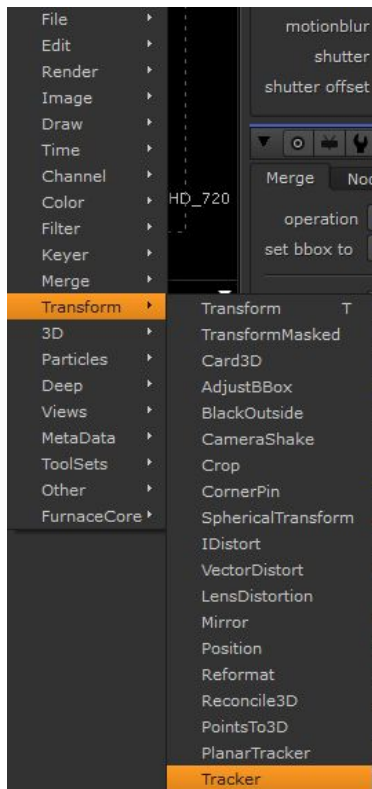 File
Edit
Render
Image
Draw
Time
Channel
Color
Filter
Keyer
Merge
Transform
3D
Particles
Deep
Views
MetaData
ToolSets
Other
FurnaceCore
HD_720
motionblur
shutter
shutter offset
Merge
operation
set bbox to
Transform T
TransformMasked
Card3D
AdjustBBox
BlackOutside
CameraShake
Crop
CornerPin
SphericalTransform
IDistort
VectorDistort
LensDistortion
Mirror
Position
Reformat
Reconcile3D
PointsTo3D
PlanarTracker
Tracker